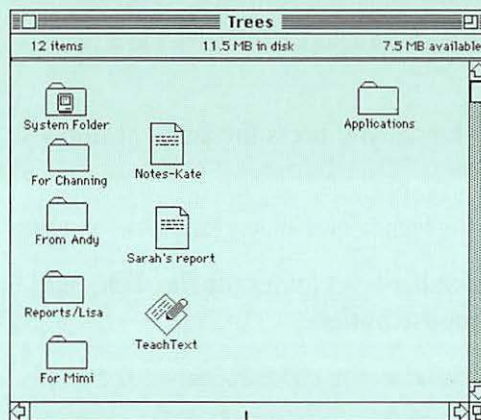 Trees
12 items 11.5 MB in disk 7.5 MB available
System Folder
Applications
For Channing
Notes-Kate
From Andy
Sarah's report
Reports/Lisa
TeachText
For Mimi